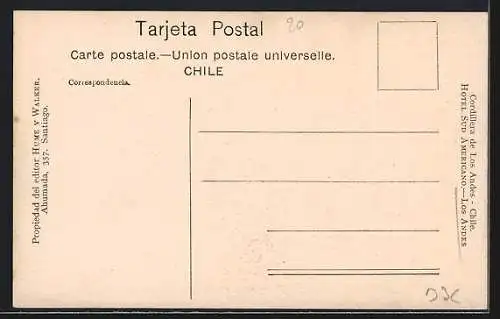 Tarjeta Postal
20
Carte postale.—Union postale universelle.
CHILE
Correspondencia.
Propiedad del editor HUME Y WALKER.
Ahumada, 357. Santiago.
Cordillera de Los Andes - Chile.
HOTEL SUD AMERICANO.—LOS ANDES